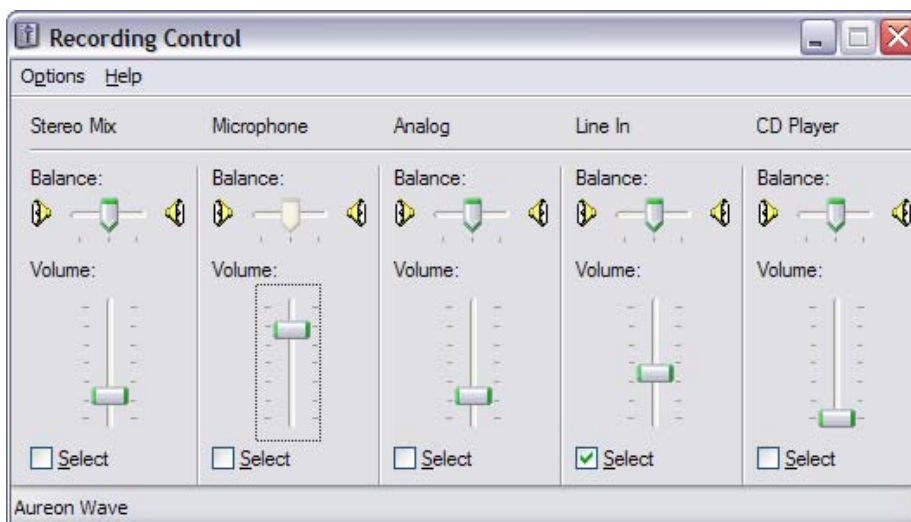 Recording Control
Options Help
Stereo Mix Microphone Analog Line In CD Player
Balance: Balance: Balance: Balance: Balance:
Volume: Volume: Volume: Volume: Volume:
Select Select Select Select Select
Aureon Wave